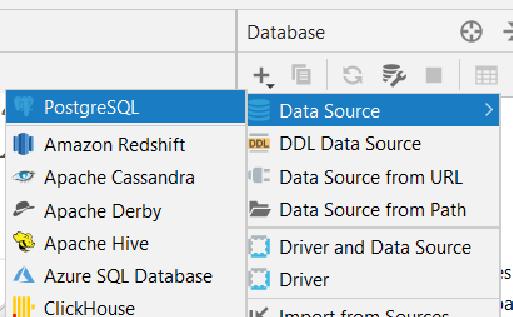 Database
PostgreSQL
Amazon Redshift
Apache Cassandra
Apache Derby
Apache Hive
Azure SQL Database
ClickHouse
Data Source
DDL
DDL Data Source
Data Source from URL
Data Source from Path
Driver and Data Source
Driver
Import from Sources